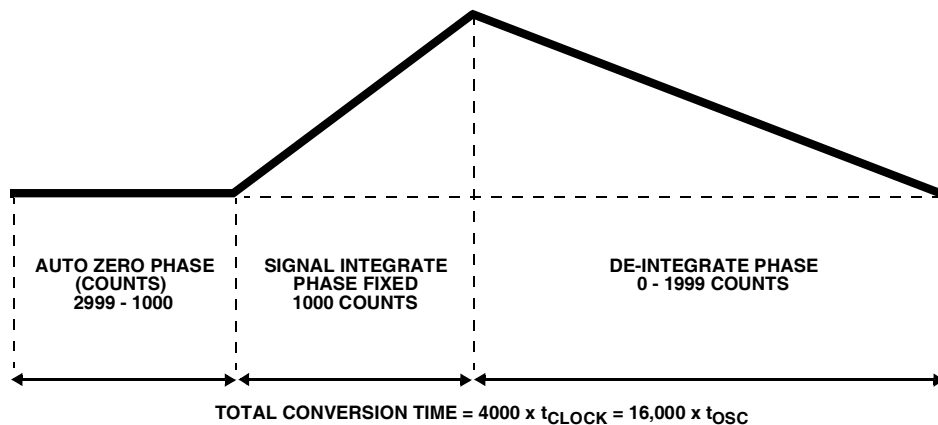 AUTO ZERO PHASE
(COUNTS)
2999 - 1000
SIGNAL INTEGRATE
PHASE FIXED
1000 COUNTS
DE-INTEGRATE PHASE
0 - 1999 COUNTS
TOTAL CONVERSION TIME = 4000 x tCLOCK = 16,000 x tOSC